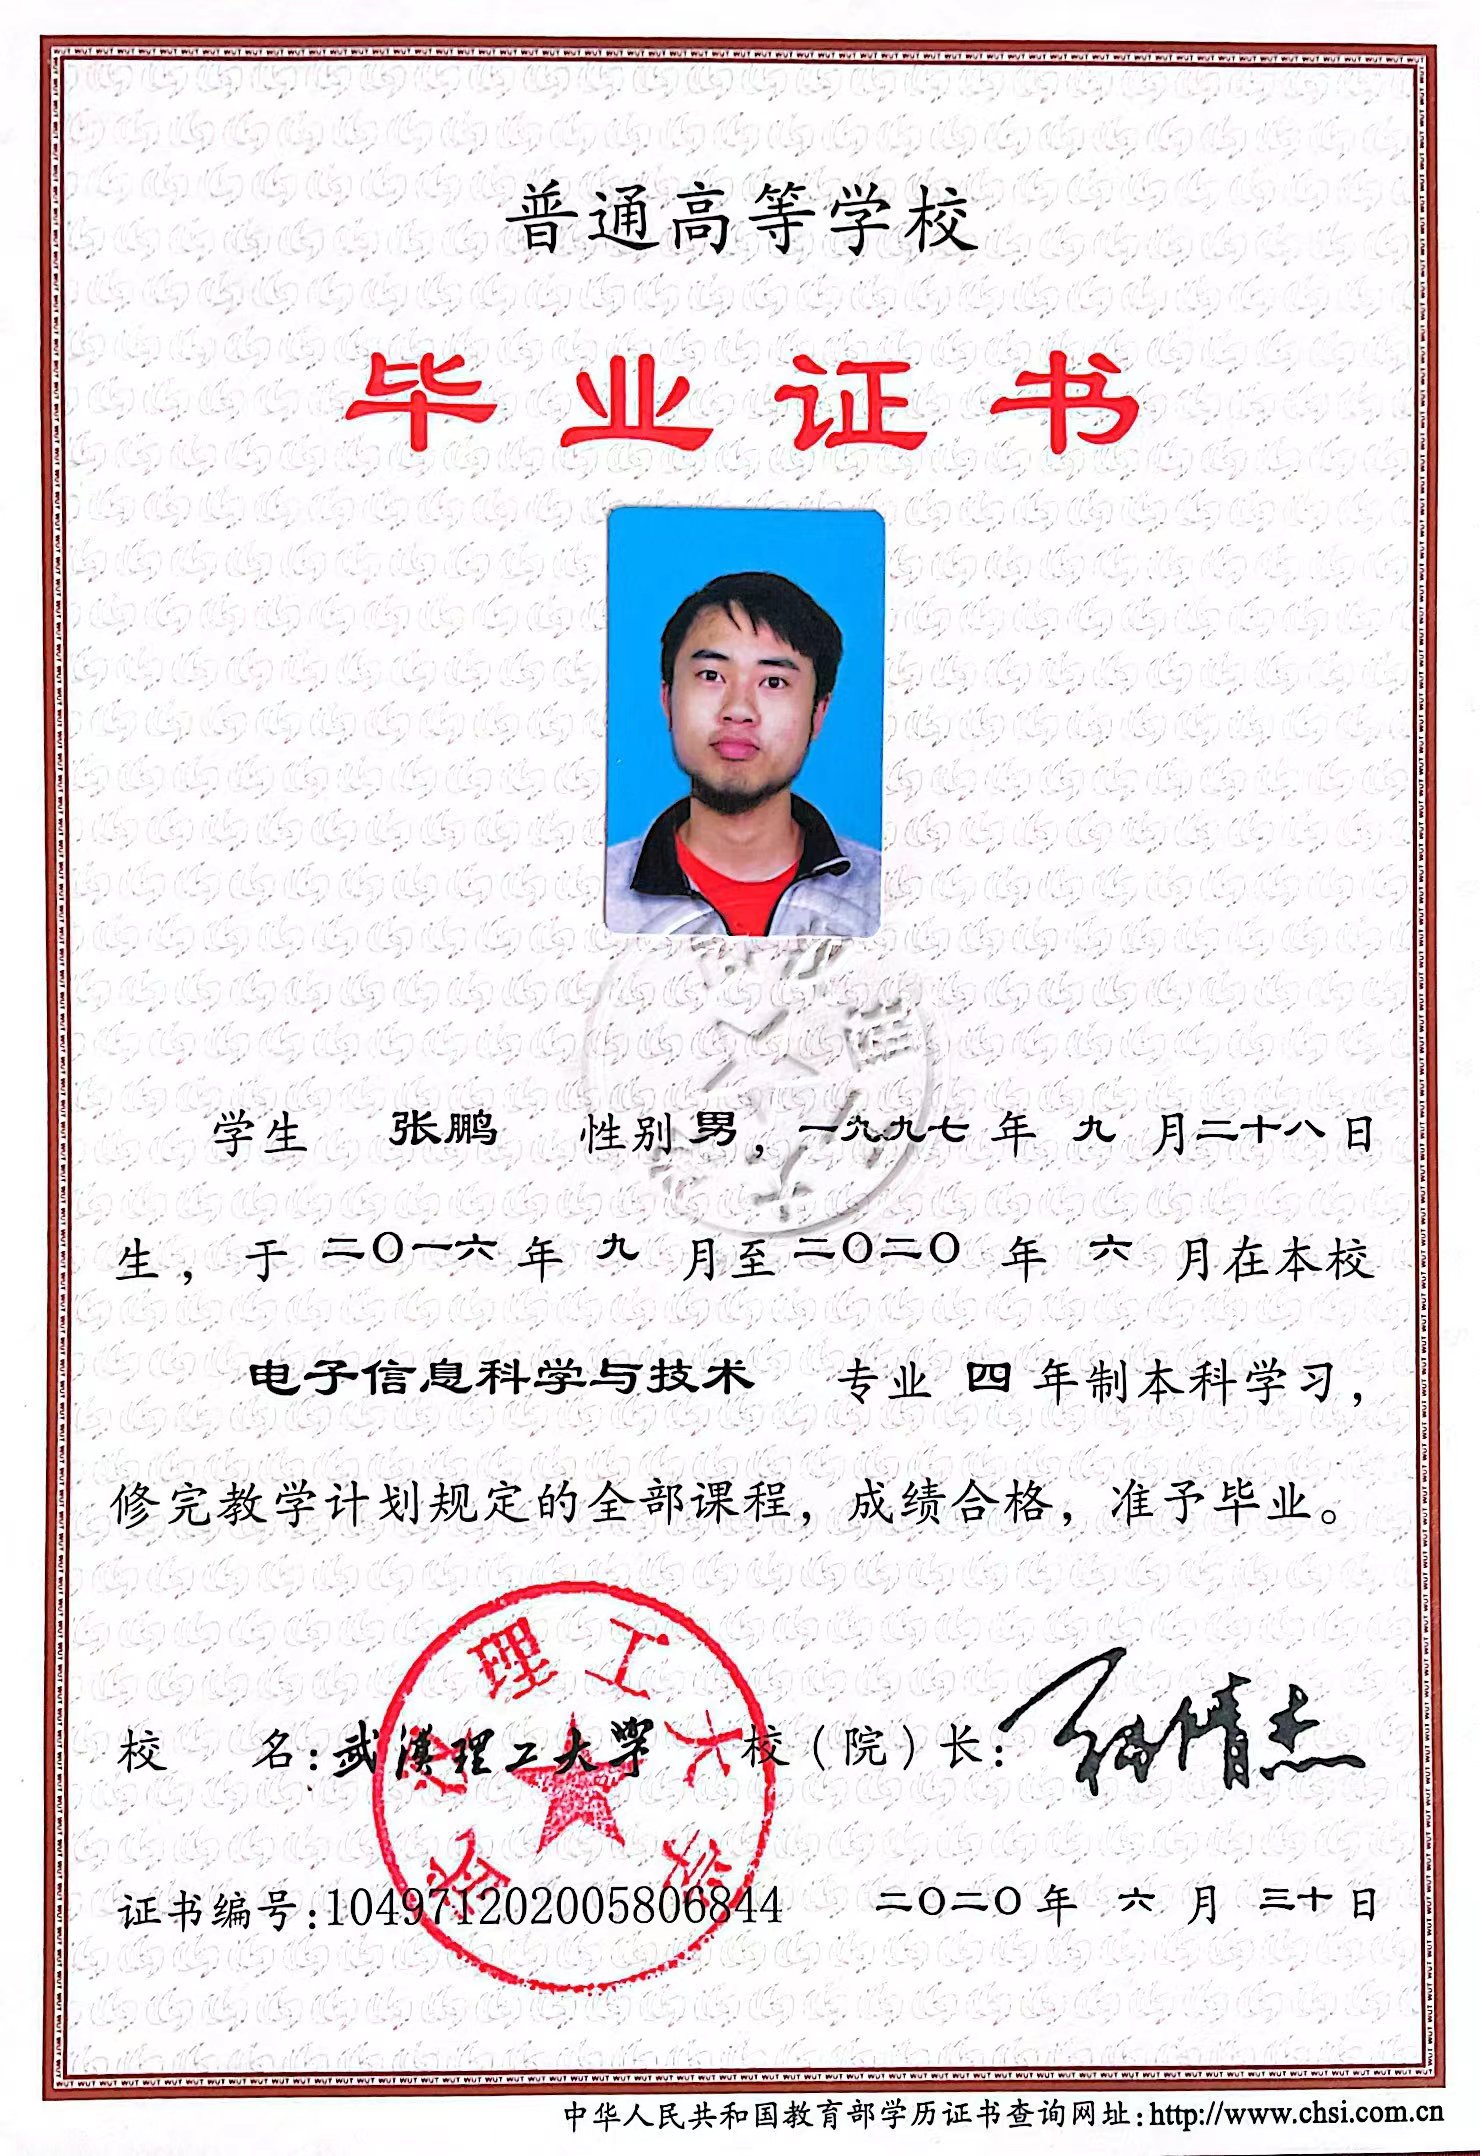 普通高等学校
毕业证书
学生 张鹏 性别 男，一九九七 年 九 月二十八日
生，于 二〇一六 年 九 月至 二〇二〇 年 六 月在本校
电子信息科学与技术 专业 四 年制本科学习，
修完教学计划规定的全部课程，成绩合格，准予毕业。
理工大
校 名：武汉理工大学 校（院）长：
证书编号：104971202005806844 二〇二〇 年 六 月 三十 日
中华人民共和国教育部学历证书查询网址：http://www.chsi.com.cn